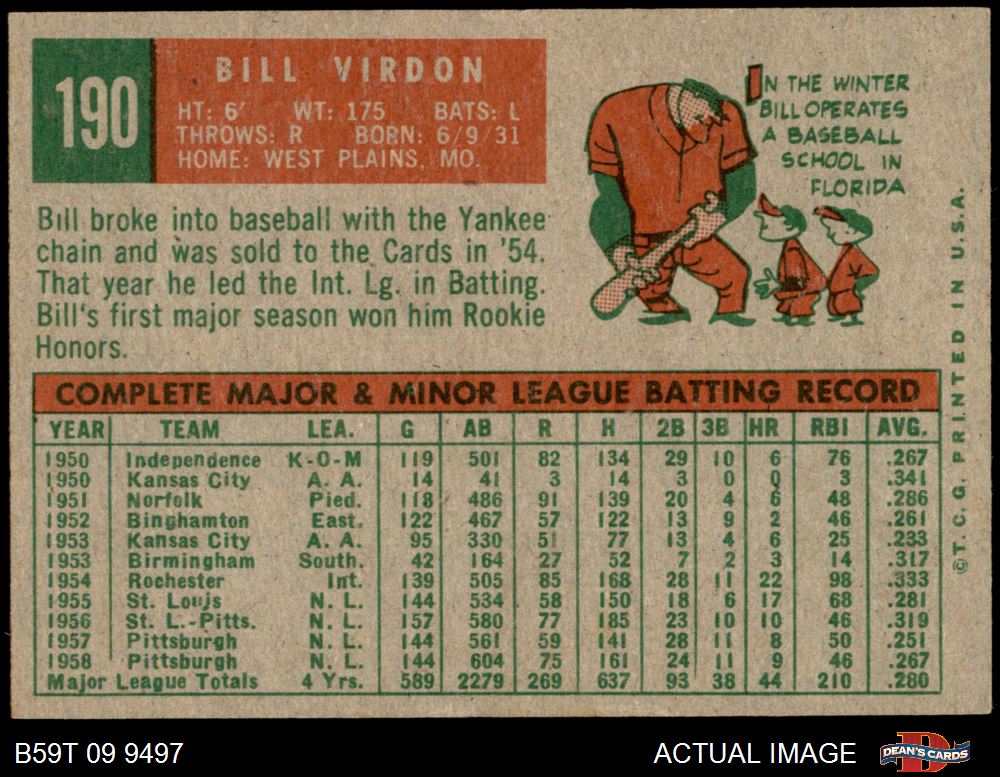 190
BILL VIRDON
HT: 6' WT: 175 BATS: L
THROWS: R BORN: 6/9/31
HOME: WEST PLAINS, MO.
IN THE WINTER
BILL OPERATES
A BASEBALL
SCHOOL IN
FLORIDA
Bill broke into baseball with the Yankee
chain and was sold to the Cards in '54.
That year he led the Int. Lg. in Batting.
Bill's first major season won him Rookie
Honors.
COMPLETE MAJOR & MINOR LEAGUE BATTING RECORD
YEAR TEAM LEA. G AB R H 2B 3B HR RBI AVG.
1950 Independence K-O-M 119 501 82 134 29 10 6 76 .267
1950 Kansas City A. A. 14 41 3 14 3 0 0 3 .341
1951 Norfolk Pied. 118 486 91 139 20 4 6 48 .286
1952 Binghamton East. 122 467 57 122 13 9 2 46 .261
1953 Kansas City A. A. 95 330 51 77 13 4 6 25 .233
1953 Birmingham South. 42 164 27 52 7 2 3 14 .317
1954 Rochester Int. 139 505 85 168 28 11 22 98 .333
1955 St. Louis N. L. 144 534 58 150 18 6 17 68 .281
1956 St. L.-Pitts. N. L. 157 580 77 185 23 10 10 46 .319
1957 Pittsburgh N. L. 144 561 59 141 28 11 8 50 .251
1958 Pittsburgh N. L. 144 604 75 161 24 11 9 46 .267
Major League Totals 4 Yrs. 589 2279 269 637 93 38 44 210 .280
©T. C. G. PRINTED IN U.S.A.
B59T 09 9497
ACTUAL IMAGE
DEAN'S CARDS